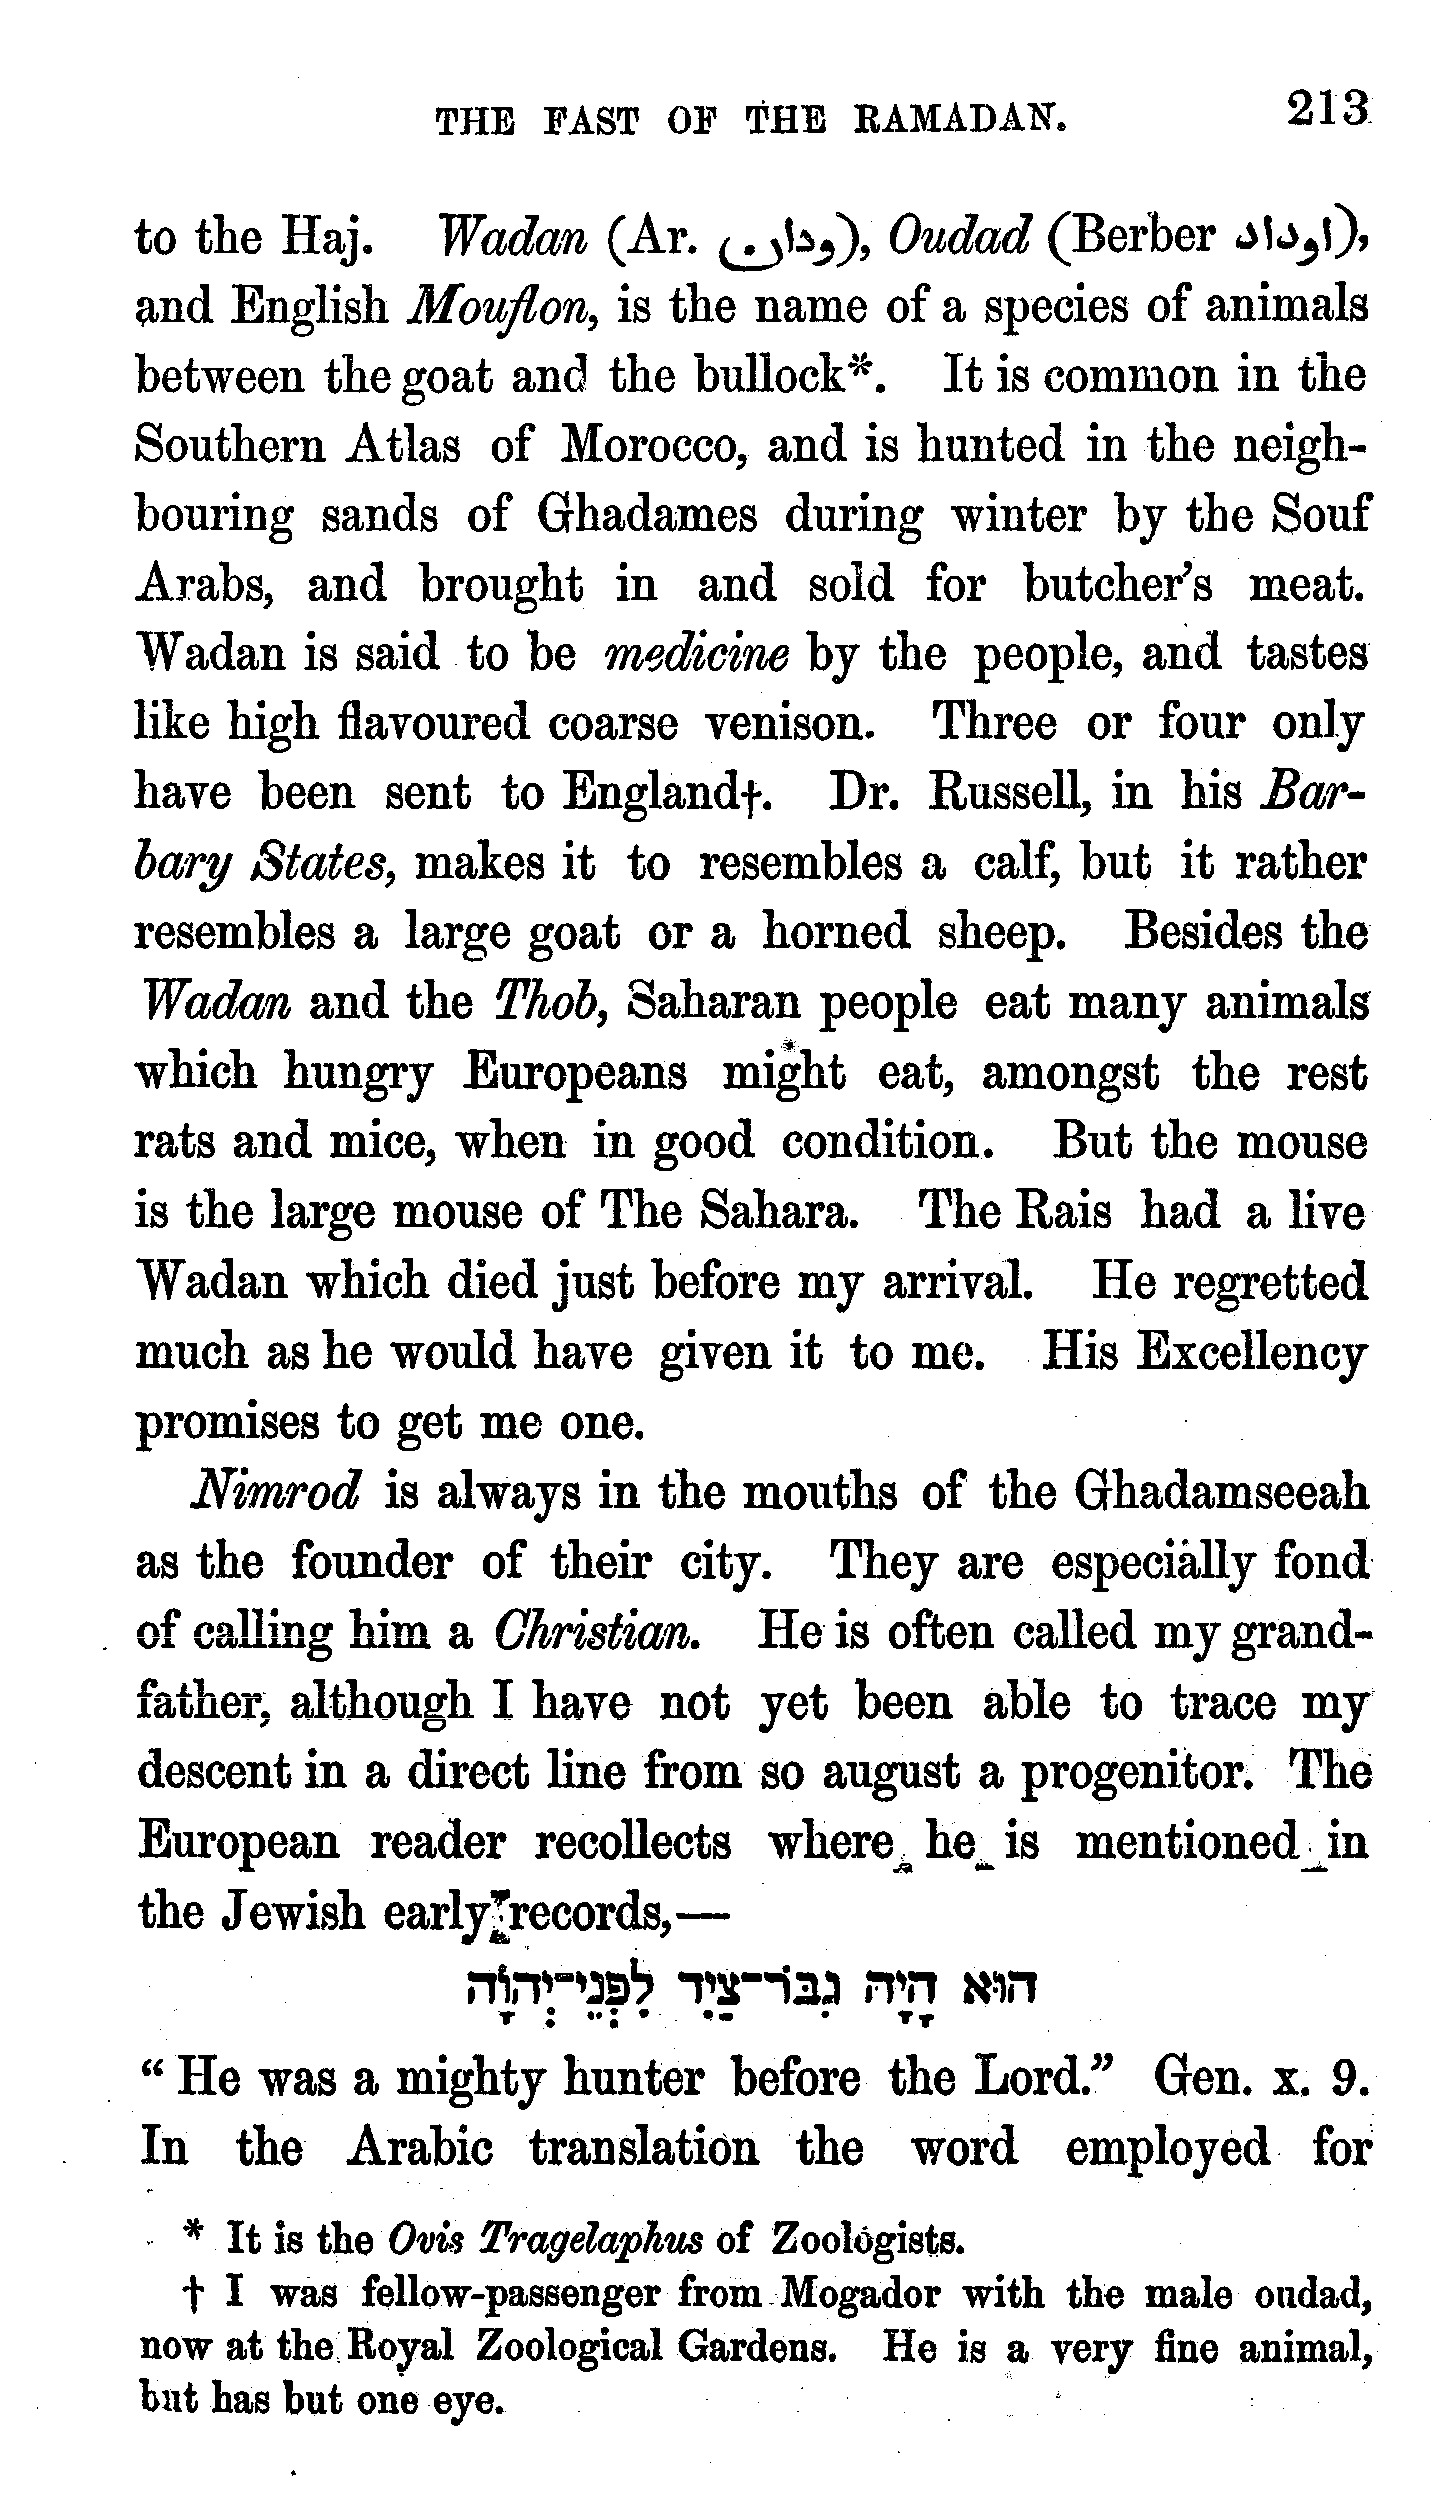 THE FAST OF THE RAMADAN. 213
to the Haj. Wadan (Ar. ودان), Oudad (Berber اوداد),
and English Mouflon, is the name of a species of animals
between the goat and the bullock*. It is common in the
Southern Atlas of Morocco, and is hunted in the neigh-
bouring sands of Ghadames during winter by the Souf
Arabs, and brought in and sold for butcher's meat.
Wadan is said to be medicine by the people, and tastes
like high flavoured coarse venison. Three or four only
have been sent to England†. Dr. Russell, in his Bar-
bary States, makes it to resembles a calf, but it rather
resembles a large goat or a horned sheep. Besides the
Wadan and the Thob, Saharan people eat many animals
which hungry Europeans might eat, amongst the rest
rats and mice, when in good condition. But the mouse
is the large mouse of The Sahara. The Rais had a live
Wadan which died just before my arrival. He regretted
much as he would have given it to me. His Excellency
promises to get me one.
Nimrod is always in the mouths of the Ghadamseeah
as the founder of their city. They are especially fond
of calling him a Christian. He is often called my grand-
father, although I have not yet been able to trace my
descent in a direct line from so august a progenitor. The
European reader recollects where he is mentioned in
the Jewish early records,—
הוּא הָיָה גִבּוֹר־צַיִד לִפְנֵי־יְהוָֹה
“He was a mighty hunter before the Lord.” Gen. x. 9.
In the Arabic translation the word employed for
* It is the Ovis Tragelaphus of Zoologists.
† I was fellow-passenger from Mogador with the male oudad,
now at the Royal Zoological Gardens. He is a very fine animal,
but has but one eye.